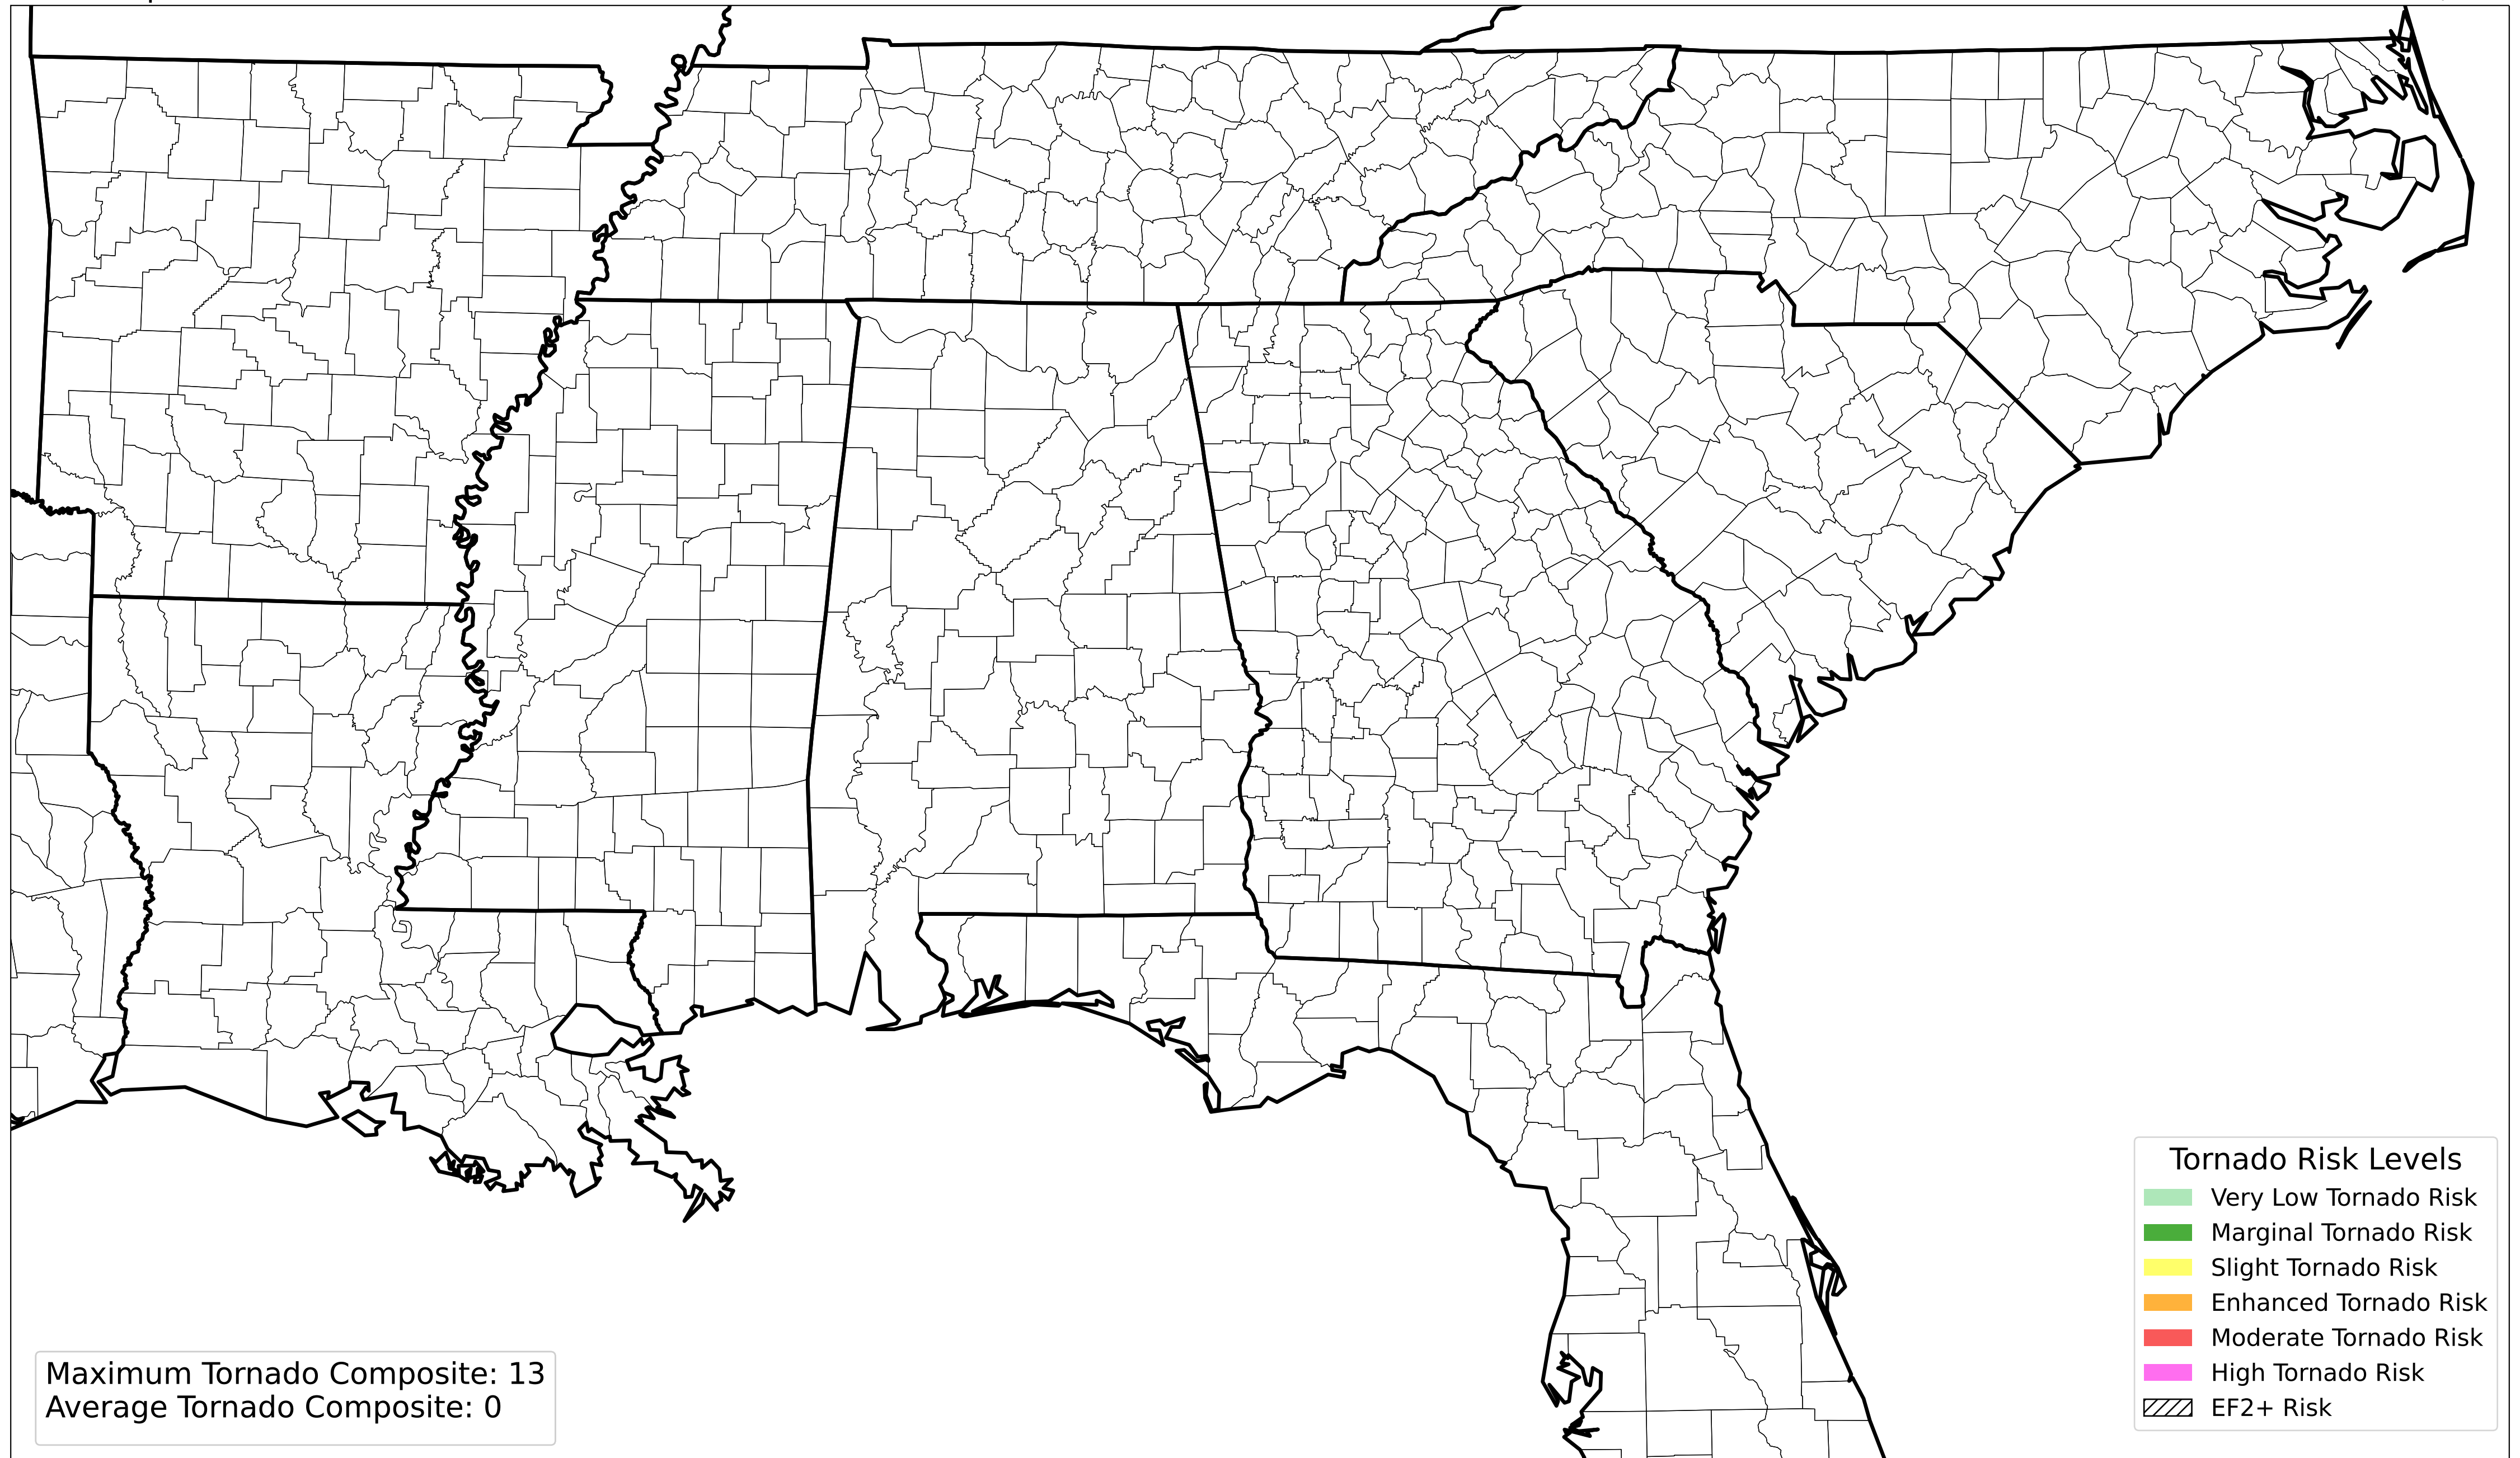 Maximum Tornado Composite: 13
Average Tornado Composite: 0
Tornado Risk Levels
Very Low Tornado Risk
Marginal Tornado Risk
Slight Tornado Risk
Enhanced Tornado Risk
Moderate Tornado Risk
High Tornado Risk
EF2+ Risk